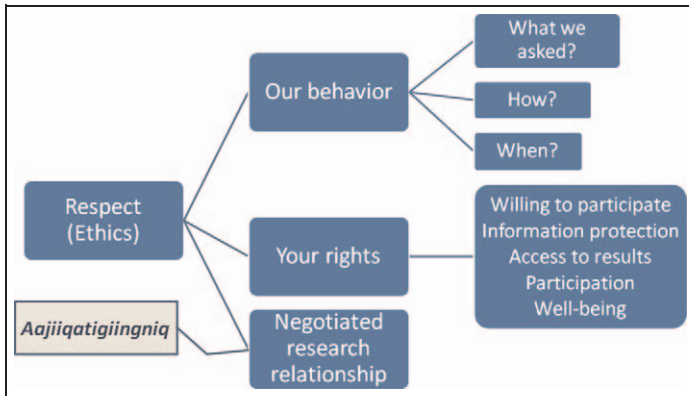 What we
asked?
Our behavior
How?
When?
Respect
(Ethics)
Willing to participate
Information protection
Access to results
Participation
Well-being
Your rights
Aajiiqatigiingniq
Negotiated
research
relationship